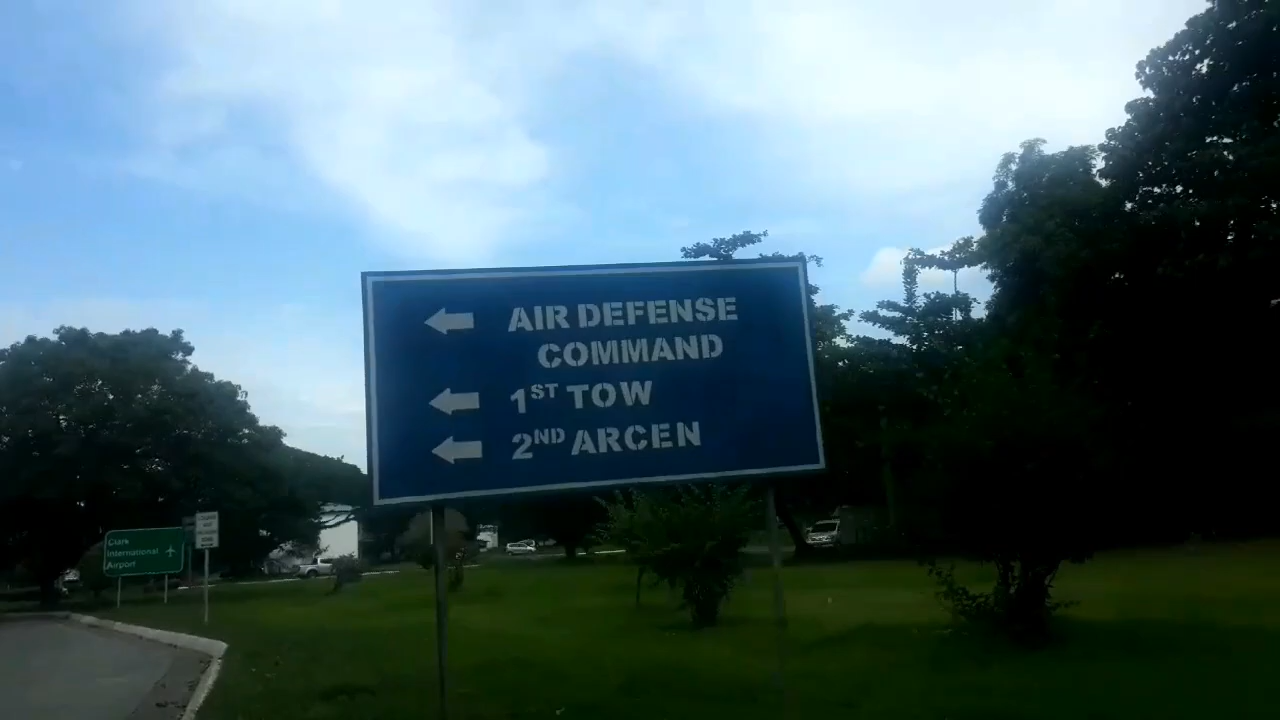 AIR DEFENSE
COMMAND
1ST TOW
2ND ARCEN
Clark
International
Airport